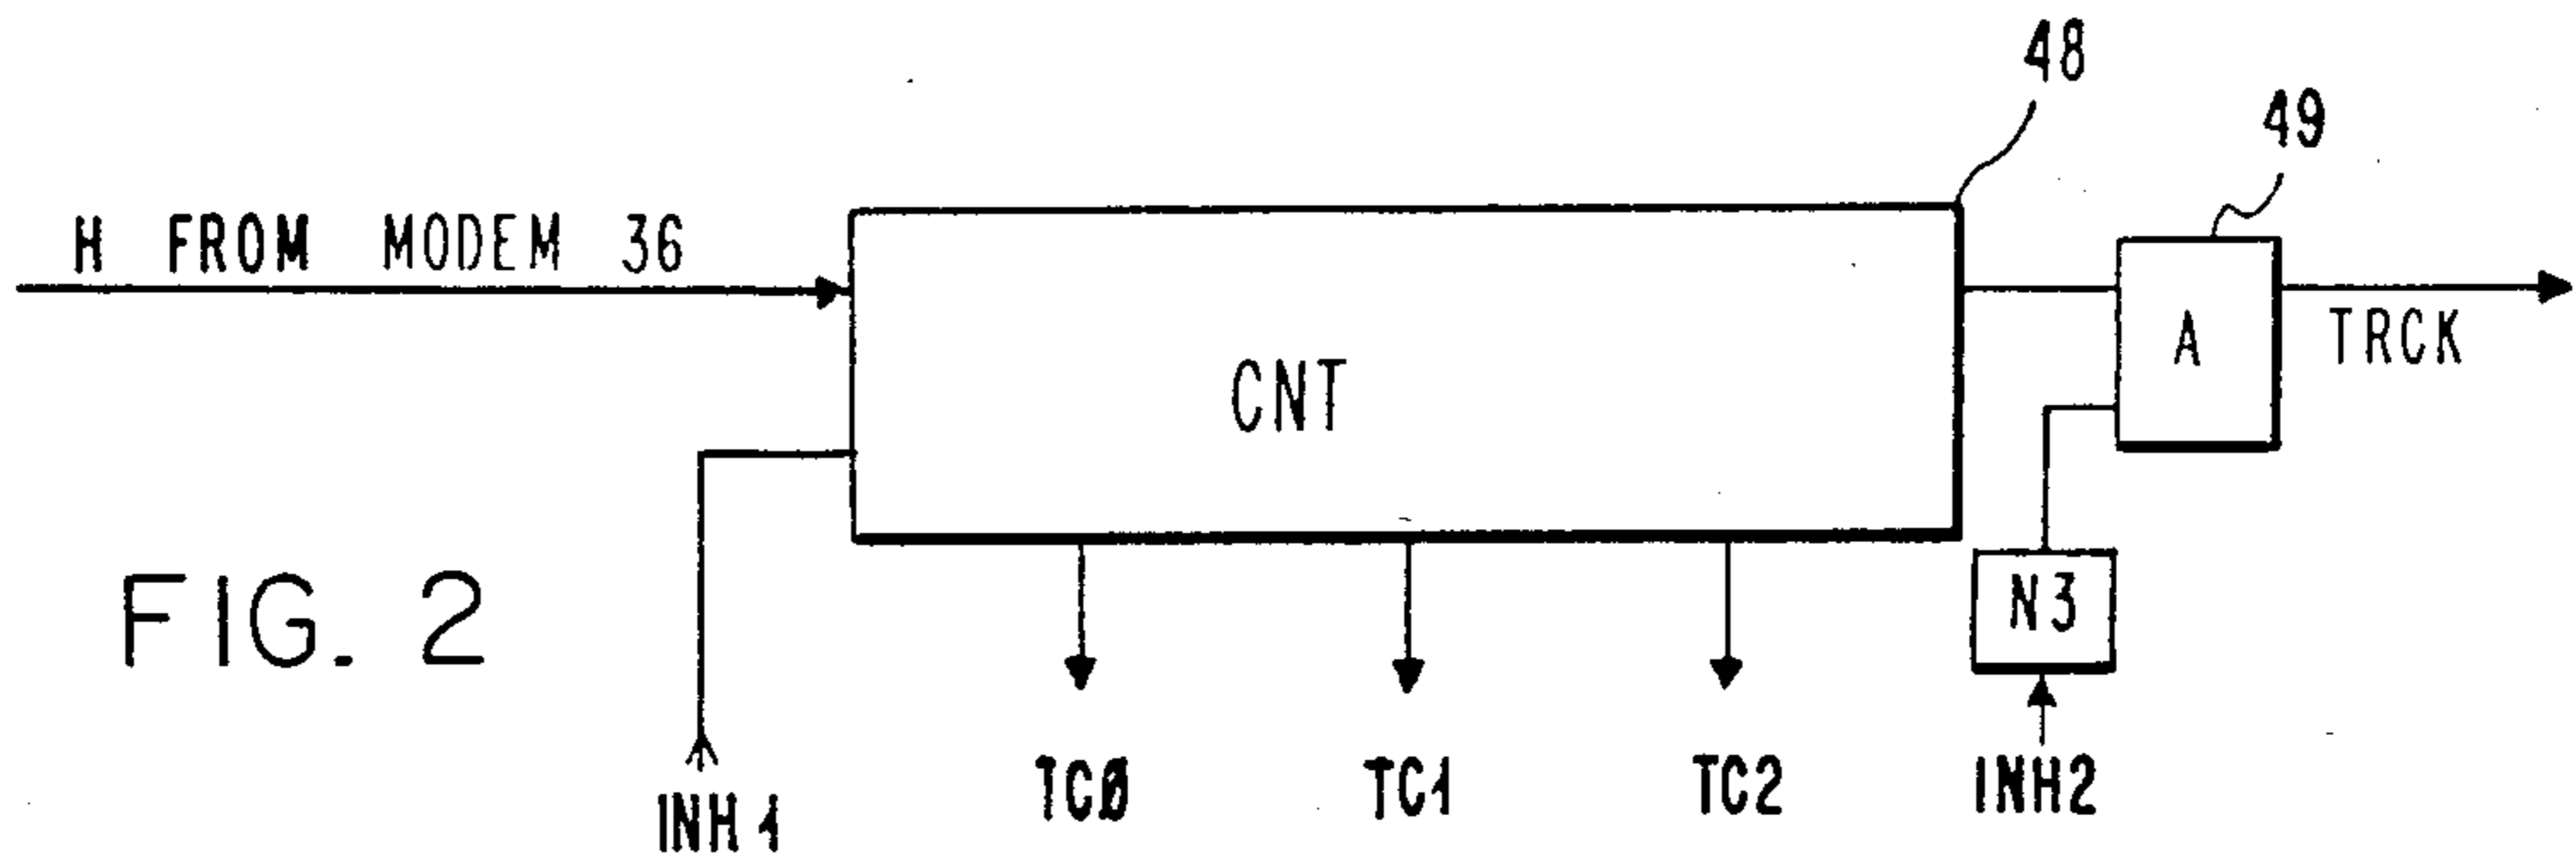 48
49
H FROM MODEM 36
CNT
A
TRCK
N3
FIG. 2
INH1
TCØ
TC1
TC2
INH2